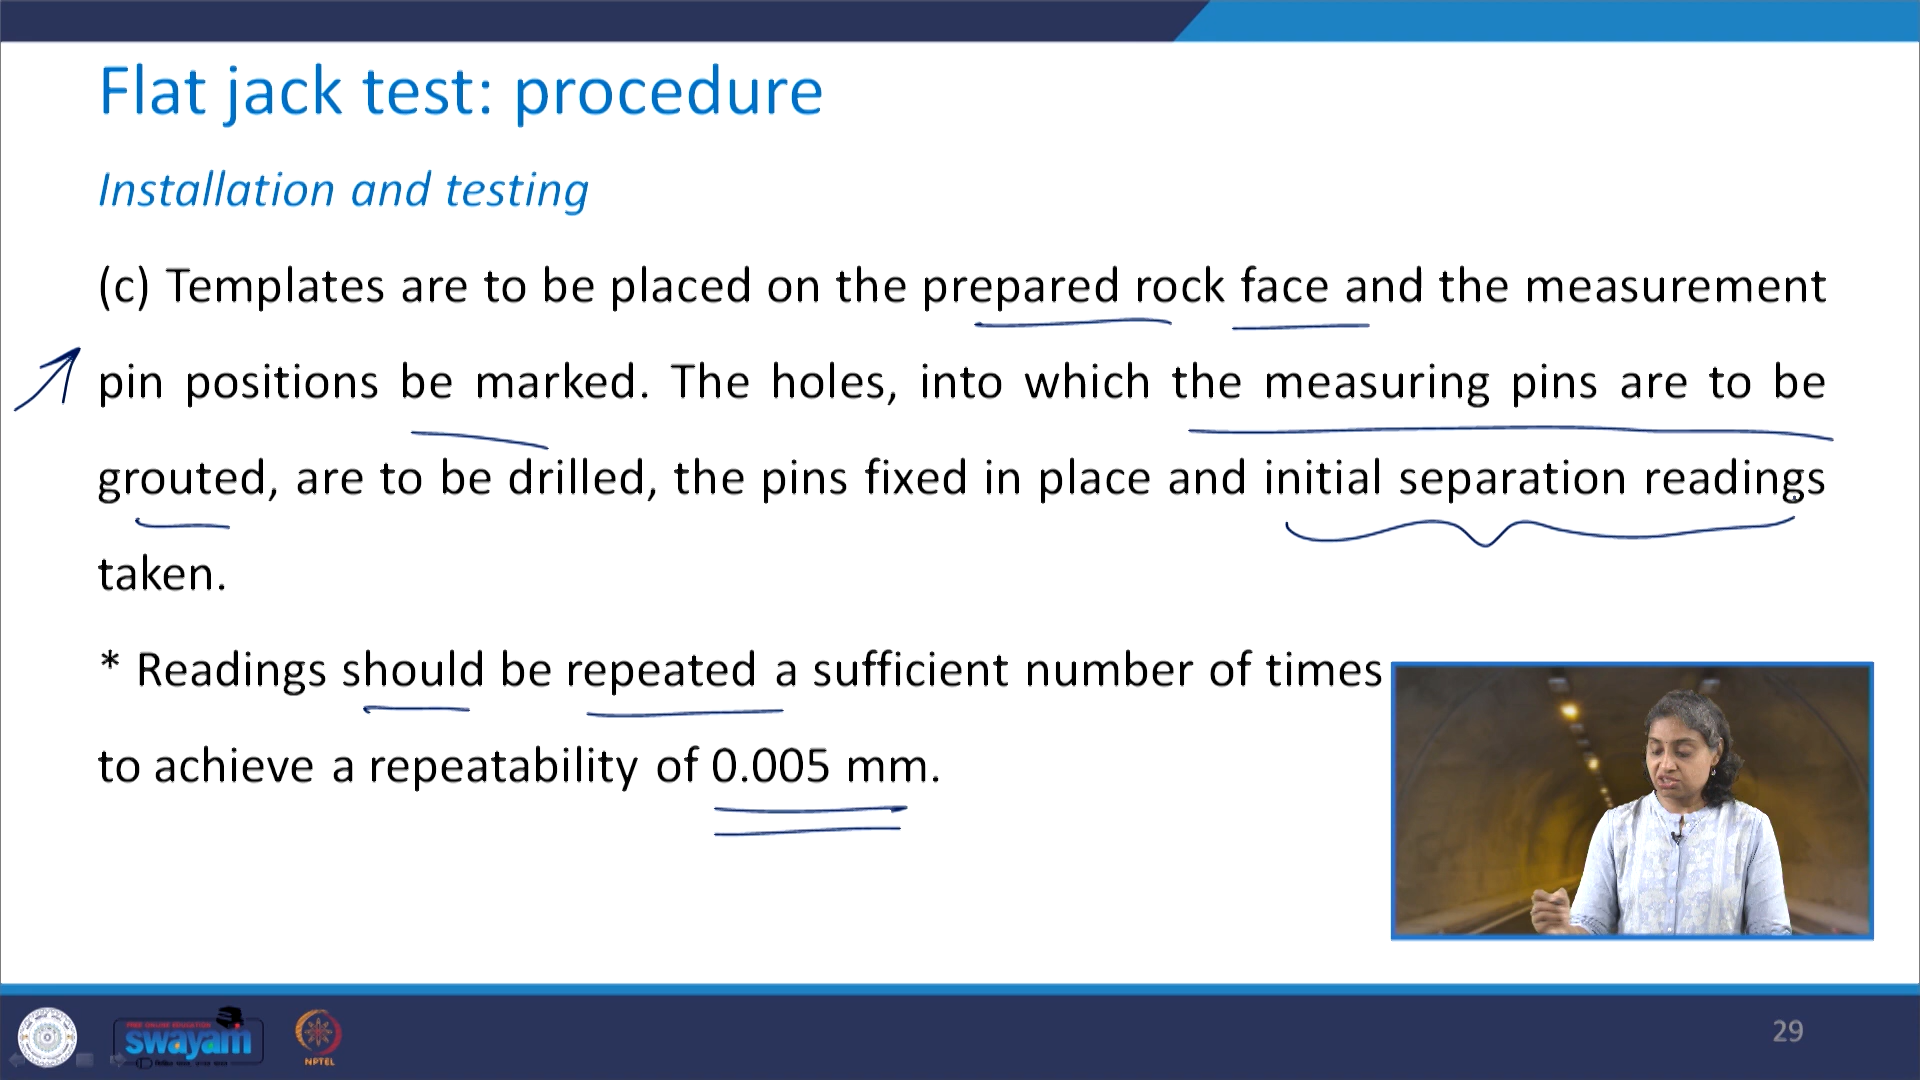 Flat jack test: procedure
Installation and testing
(c) Templates are to be placed on the prepared rock face and the measurement
pin positions be marked. The holes, into which the measuring pins are to be
grouted, are to be drilled, the pins fixed in place and initial separation readings
taken.
* Readings should be repeated a sufficient number of times
to achieve a repeatability of 0.005 mm.
FREE ONLINE EDUCATION
swayam
NPTEL
29